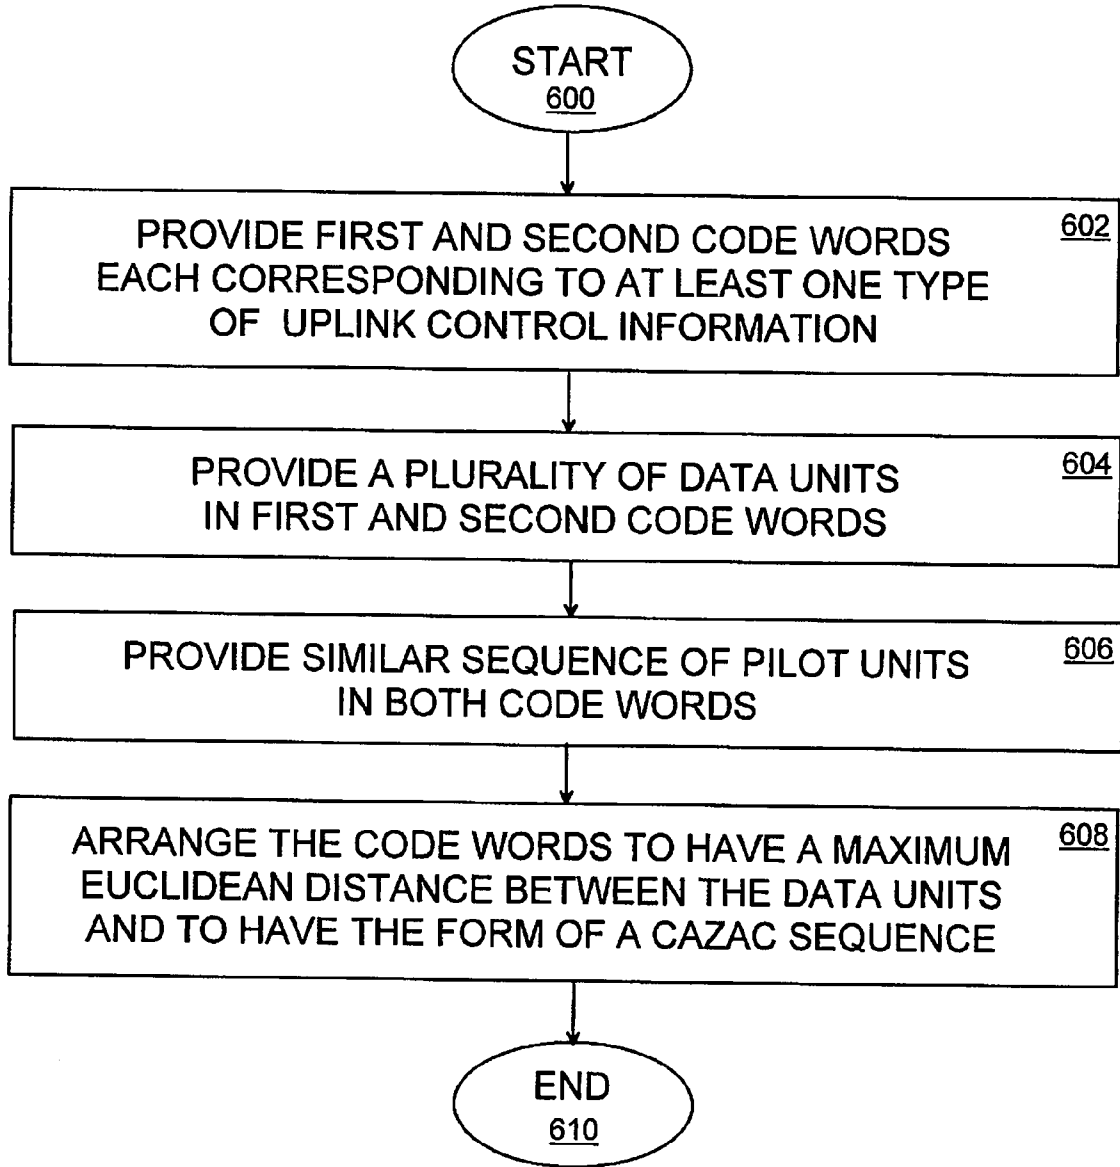 START
600
PROVIDE FIRST AND SECOND CODE WORDS
EACH CORRESPONDING TO AT LEAST ONE TYPE
OF UPLINK CONTROL INFORMATION
602
PROVIDE A PLURALITY OF DATA UNITS
IN FIRST AND SECOND CODE WORDS
604
PROVIDE SIMILAR SEQUENCE OF PILOT UNITS
IN BOTH CODE WORDS
606
ARRANGE THE CODE WORDS TO HAVE A MAXIMUM
EUCLIDEAN DISTANCE BETWEEN THE DATA UNITS
AND TO HAVE THE FORM OF A CAZAC SEQUENCE
608
END
610